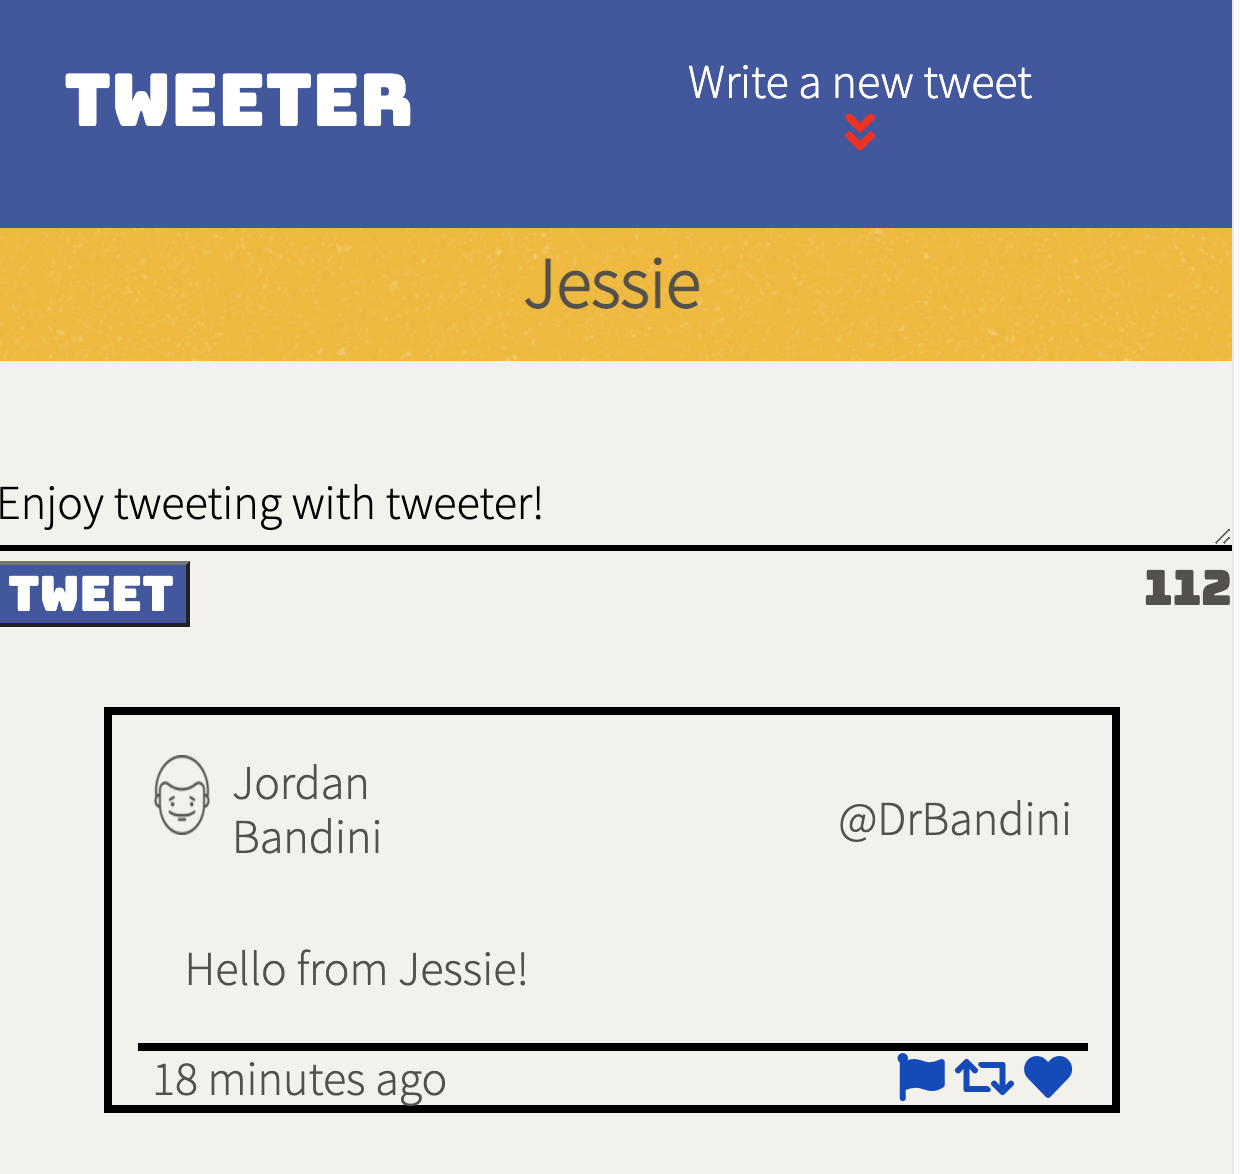 TWEETER
Write a new tweet
Jessie
Enjoy tweeting with tweeter!
TWEET
112
Jordan
Bandini
@DrBandini
Hello from Jessie!
18 minutes ago